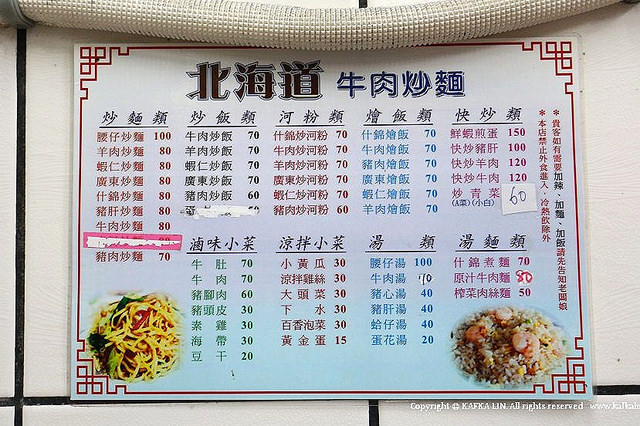 北海道 牛肉炒麵
炒麵類
腰仔炒麵 100
羊肉炒麵 80
蝦仁炒麵 80
廣東炒麵 80
什錦炒麵 80
豬肝炒麵 80
牛肉炒麵 80
豬肉炒麵 70
炒飯類
牛肉炒飯 70
羊肉炒飯 70
蝦仁炒飯 70
廣東炒飯 70
豬肉炒飯 60
河粉類
什錦炒河粉 70
牛肉炒河粉 70
羊肉炒河粉 70
廣東炒河粉 70
蝦仁炒河粉 70
豬肉炒河粉 60
燴飯類
什錦燴飯 70
牛肉燴飯 70
豬肉燴飯 70
廣東燴飯 70
蝦仁燴飯 70
羊肉燴飯 70
快炒類
鮮蝦煎蛋 150
快炒豬肝 100
快炒羊肉 120
快炒牛肉 120
炒青菜 60
(A菜)(小白)
*貴客如有需要加辣、加麵、加飯請先告知老闆娘
*本店禁止外食進入，冷熱飲除外
滷味小菜
牛肚 70
牛肉 70
豬腳肉 60
豬頭皮 30
素雞 30
海帶 30
豆干 20
涼拌小菜
小黃瓜 30
涼拌雞絲 30
大頭菜 30
下水 30
百香泡菜 30
黃金蛋 15
湯類
腰仔湯 100
牛肉湯 40
豬心湯 40
豬肝湯 40
蛤仔湯 40
蛋花湯 20
湯麵類
什錦煮麵 70
原汁牛肉麵 80
榨菜肉絲麵 50
Copyright © KAFKA LIN. All rights reserved www.kafkal